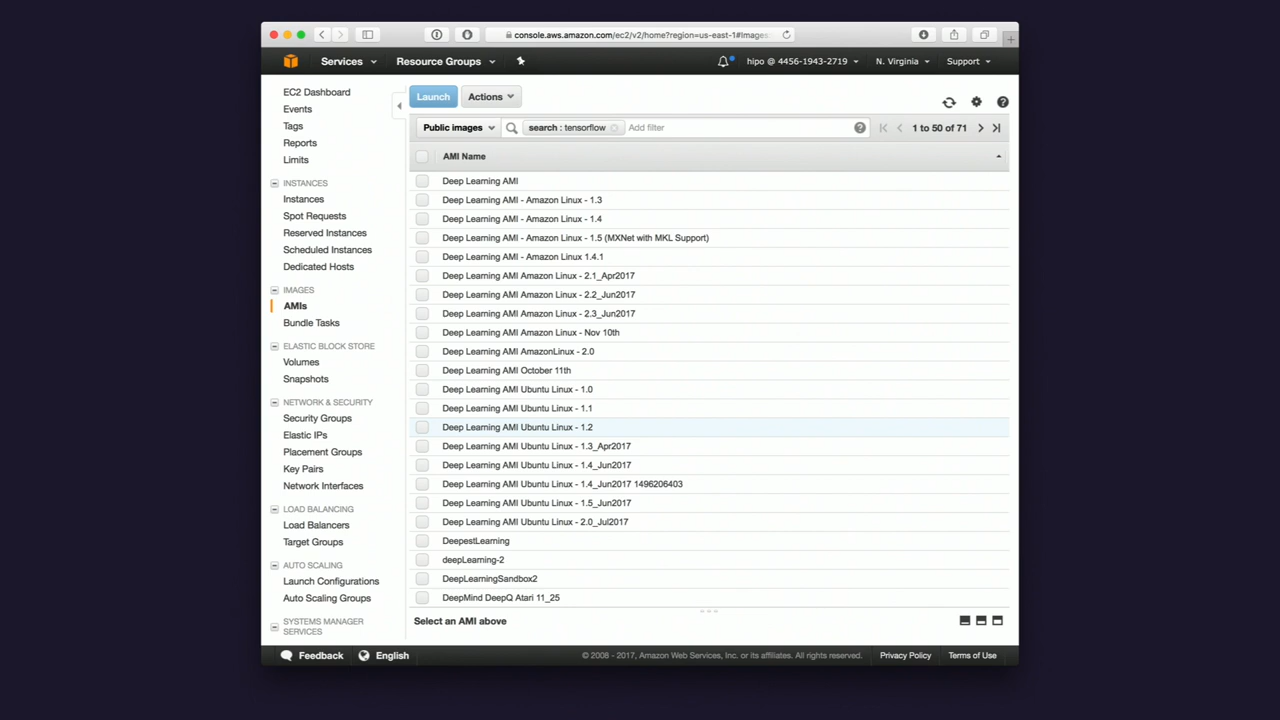 console.aws.amazon.com/ec2/v2/home?region=us-east-1#Images:
Services Resource Groups hipo @ 4456-1943-2719 N. Virginia Support
EC2 Dashboard
Events
Tags
Reports
Limits
INSTANCES
Instances
Spot Requests
Reserved Instances
Scheduled Instances
Dedicated Hosts
IMAGES
AMIs
Bundle Tasks
ELASTIC BLOCK STORE
Volumes
Snapshots
NETWORK & SECURITY
Security Groups
Elastic IPs
Placement Groups
Key Pairs
Network Interfaces
LOAD BALANCING
Load Balancers
Target Groups
AUTO SCALING
Launch Configurations
Auto Scaling Groups
SYSTEMS MANAGER
SERVICES
Launch Actions
Public images search : tensorflow Add filter 1 to 50 of 71
AMI Name
Deep Learning AMI
Deep Learning AMI - Amazon Linux - 1.3
Deep Learning AMI - Amazon Linux - 1.4
Deep Learning AMI - Amazon Linux - 1.5 (MXNet with MKL Support)
Deep Learning AMI - Amazon Linux 1.4.1
Deep Learning AMI Amazon Linux - 2.1_Apr2017
Deep Learning AMI Amazon Linux - 2.2_Jun2017
Deep Learning AMI Amazon Linux - 2.3_Jun2017
Deep Learning AMI Amazon Linux - Nov 10th
Deep Learning AMI AmazonLinux - 2.0
Deep Learning AMI October 11th
Deep Learning AMI Ubuntu Linux - 1.0
Deep Learning AMI Ubuntu Linux - 1.1
Deep Learning AMI Ubuntu Linux - 1.2
Deep Learning AMI Ubuntu Linux - 1.3_Apr2017
Deep Learning AMI Ubuntu Linux - 1.4_Jun2017
Deep Learning AMI Ubuntu Linux - 1.4_Jun2017 1496206403
Deep Learning AMI Ubuntu Linux - 1.5_Jun2017
Deep Learning AMI Ubuntu Linux - 2.0_Jul2017
DeepestLearning
deepLearning-2
DeepLearningSandbox2
DeepMind DeepQ Atari 11_25
Select an AMI above
Feedback English © 2008 - 2017, Amazon Web Services, Inc. or its affiliates. All rights reserved. Privacy Policy Terms of Use